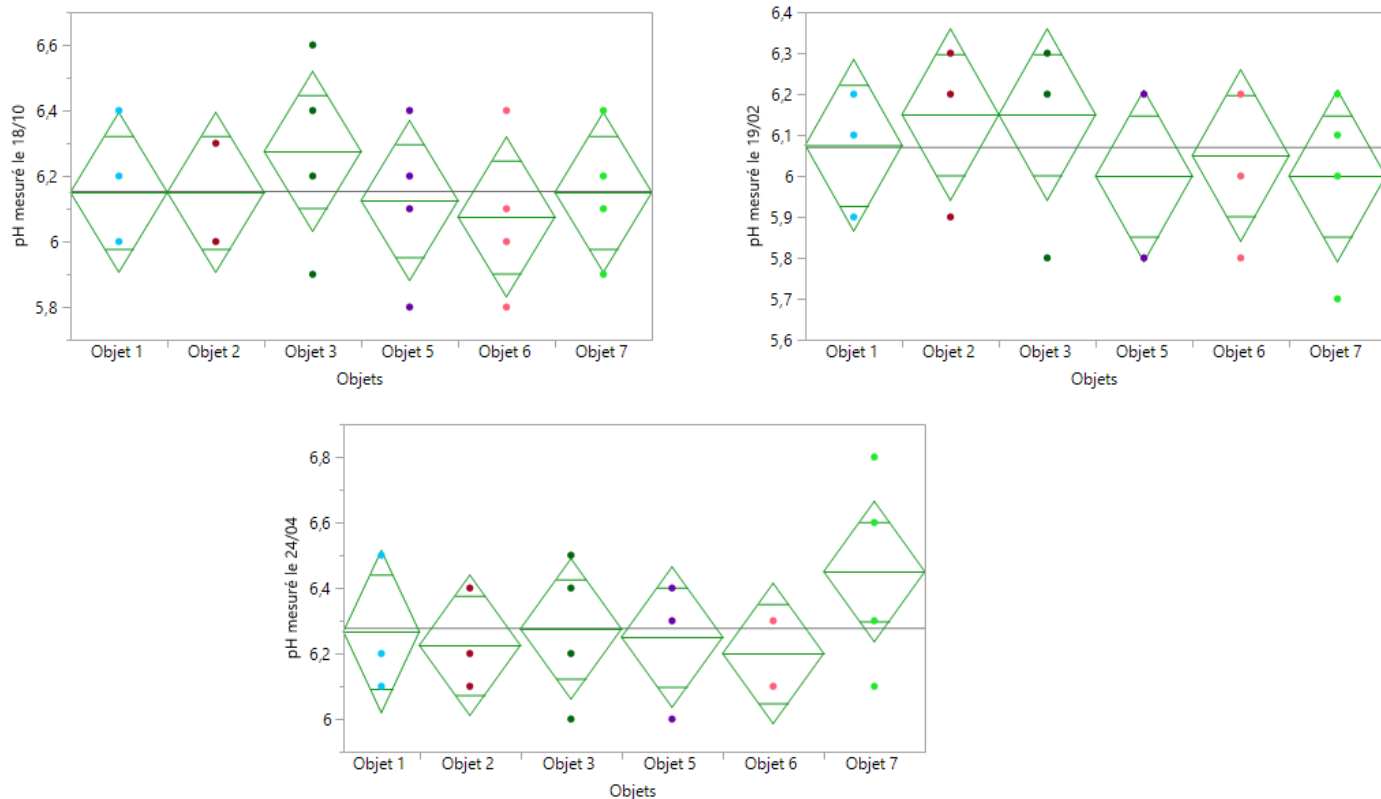 pH mesuré le 18/10
6,6
6,4
6,2
6
5,8
Objet 1 Objet 2 Objet 3 Objet 5 Objet 6 Objet 7
Objets
pH mesuré le 19/02
6,4
6,3
6,2
6,1
6
5,9
5,8
5,7
5,6
Objet 1 Objet 2 Objet 3 Objet 5 Objet 6 Objet 7
Objets
pH mesuré le 24/04
6,8
6,6
6,4
6,2
6
Objet 1 Objet 2 Objet 3 Objet 5 Objet 6 Objet 7
Objets